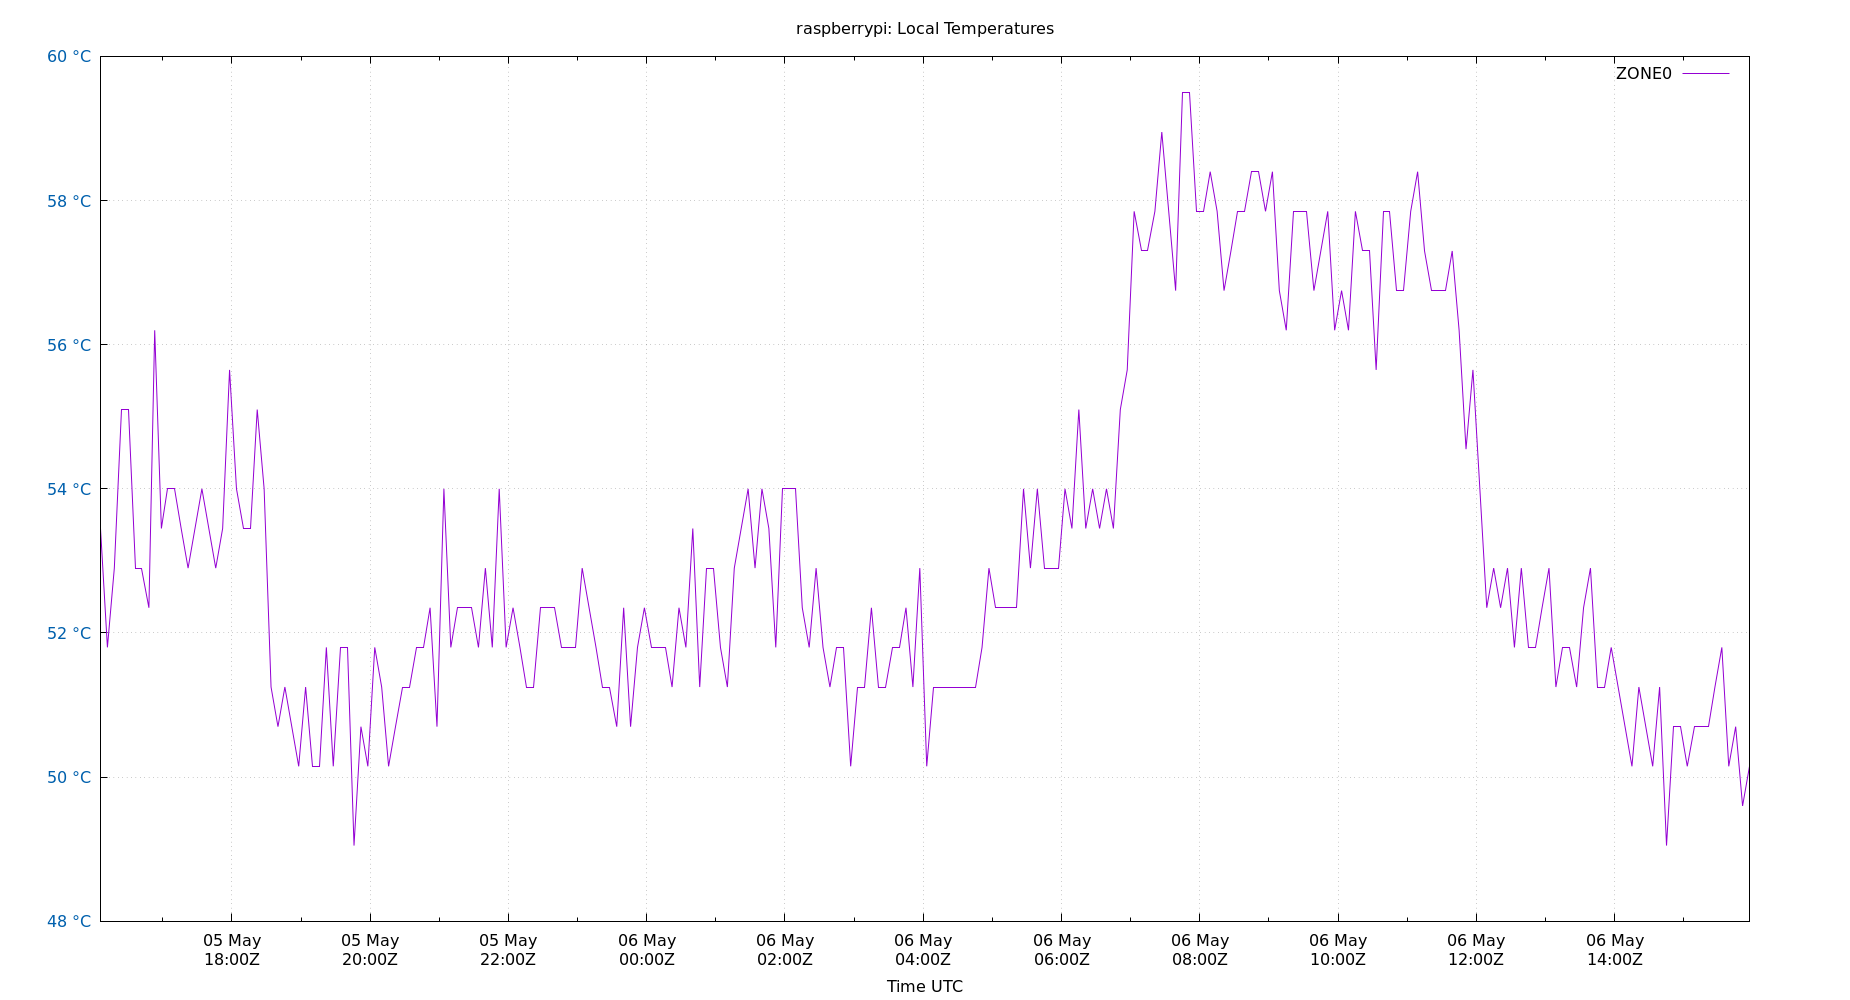 raspberrypi: Local Temperatures
ZONE0
60 °C
58 °C
56 °C
54 °C
52 °C
50 °C
48 °C
05 May 05 May 05 May 06 May 06 May 06 May 06 May 06 May 06 May 06 May 06 May
18:00Z 20:00Z 22:00Z 00:00Z 02:00Z 04:00Z 06:00Z 08:00Z 10:00Z 12:00Z 14:00Z
Time UTC